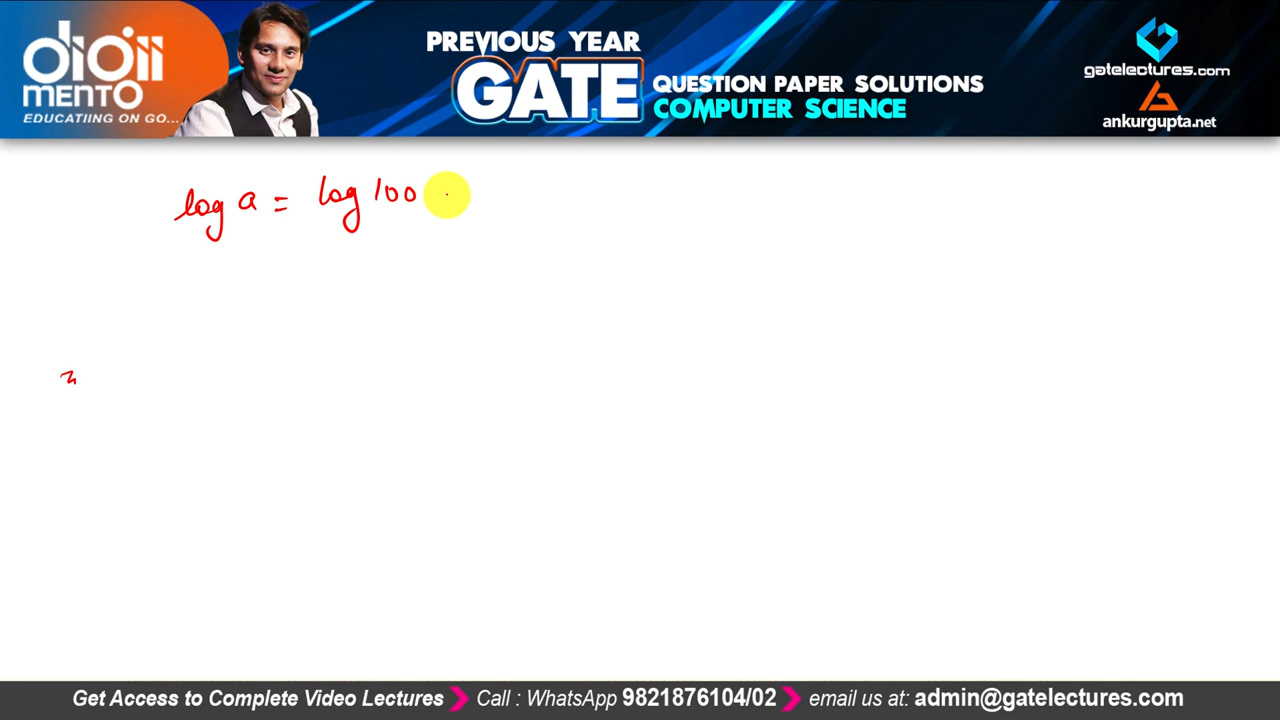 digii
MENTO
EDUCATIING ON GO...
PREVIOUS YEAR
GATE
QUESTION PAPER SOLUTIONS
COMPUTER SCIENCE
gatelectures.com
ankurgupta.net
log a = log 100
Get Access to Complete Video Lectures Call : WhatsApp 9821876104/02 email us at: admin@gatelectures.com